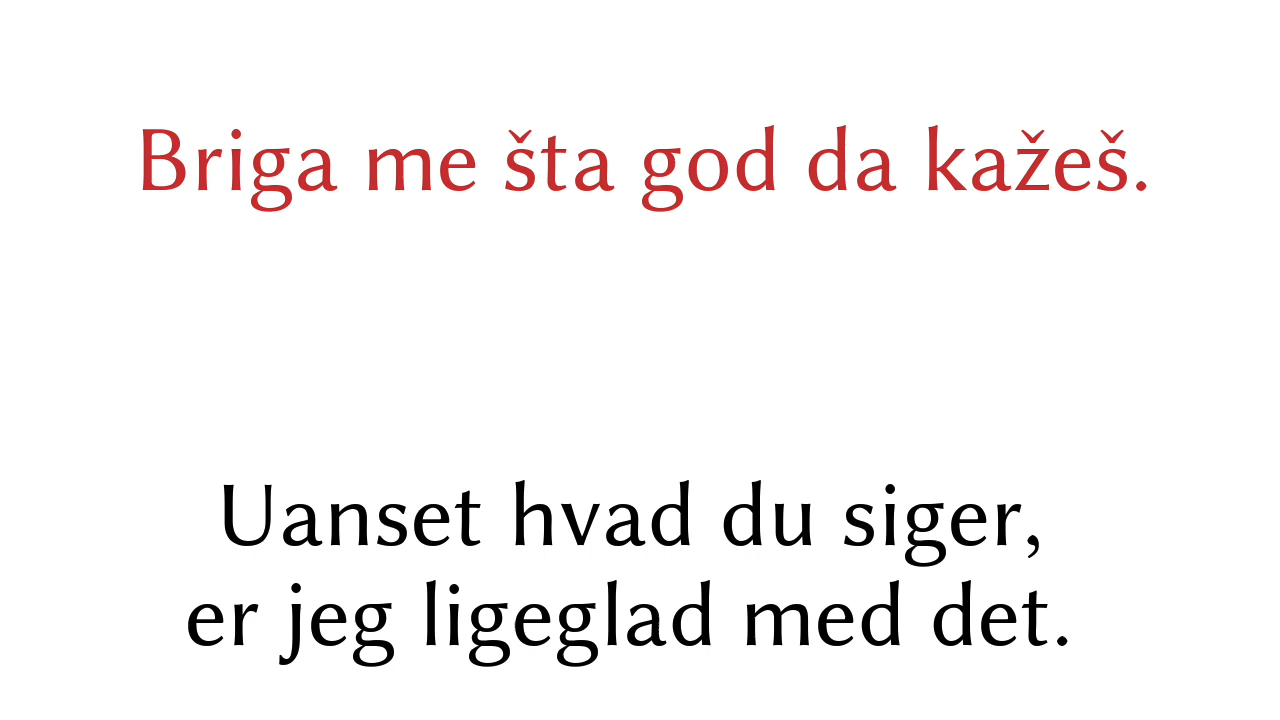 Briga me šta god da kažeš.
Uanset hvad du siger,
er jeg ligeglad med det.